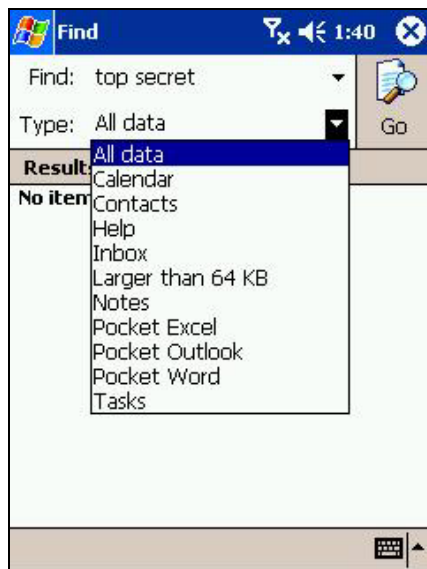 Find 1:40
Find: top secret
Type: All data Go
Results
No item
All data
Calendar
Contacts
Help
Inbox
Larger than 64 KB
Notes
Pocket Excel
Pocket Outlook
Pocket Word
Tasks